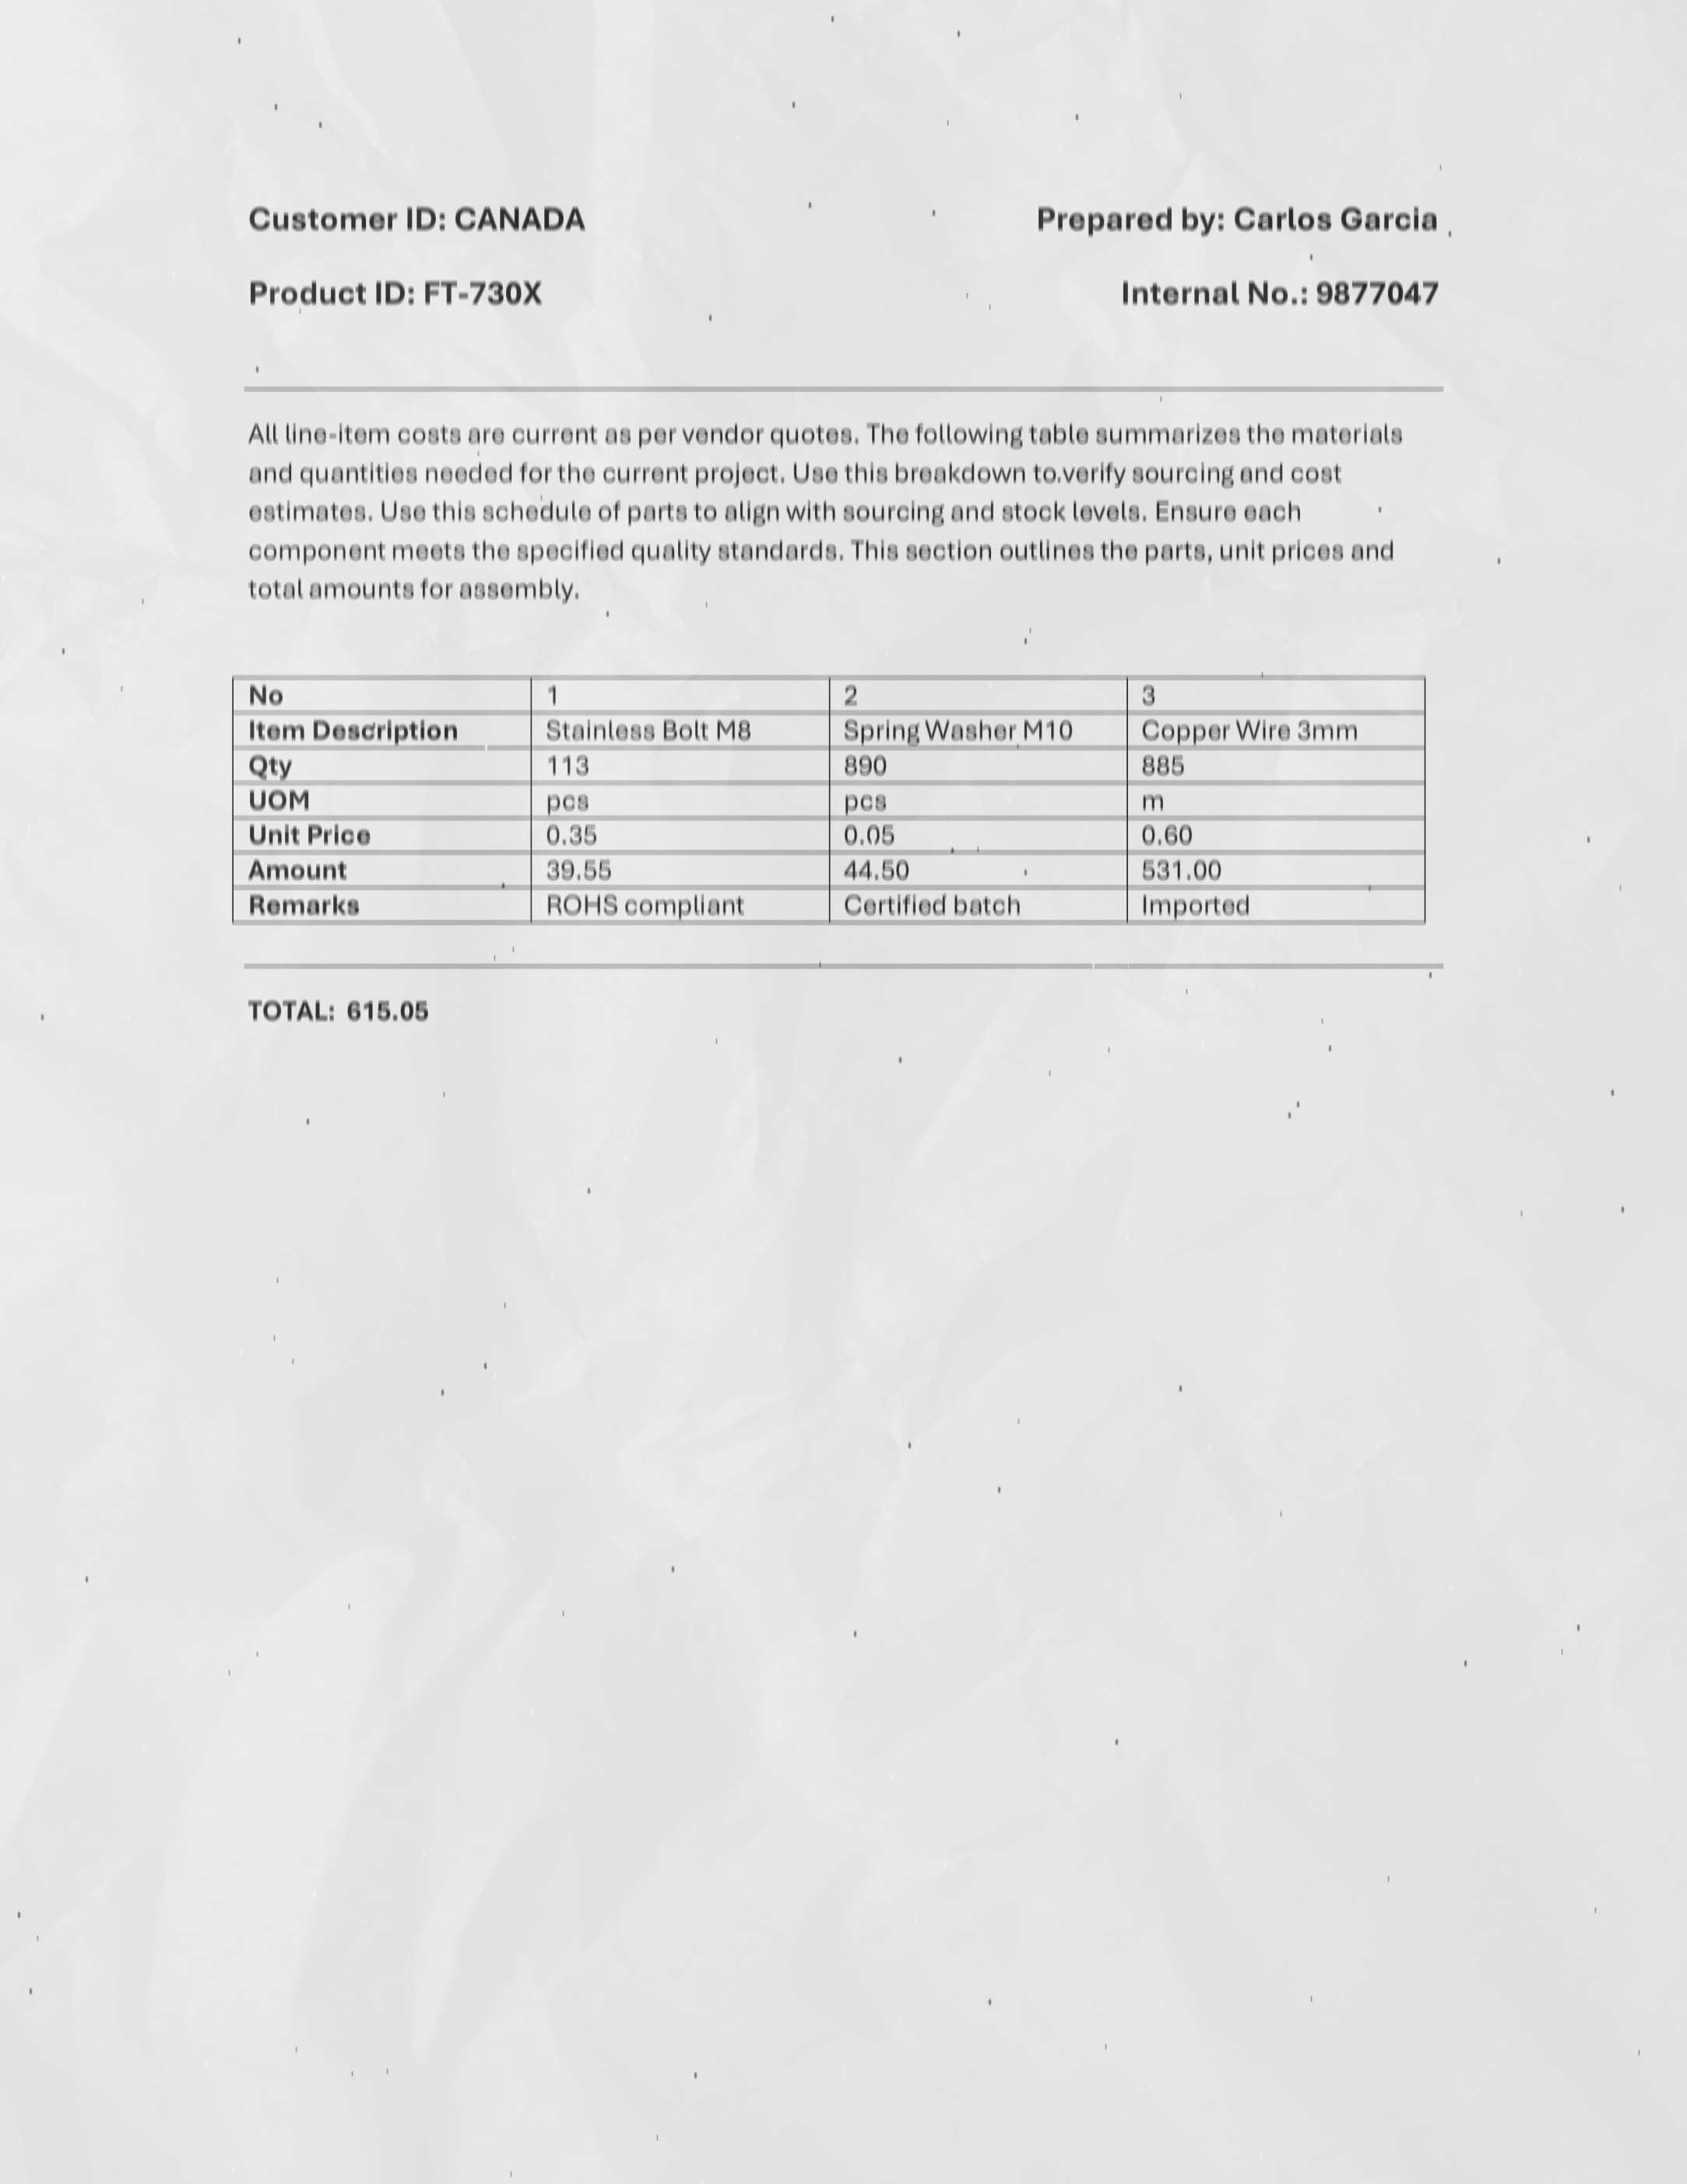 Customer ID: CANADA Prepared by: Carlos Garcia
Product ID: FT-730X Internal No.: 9877047
All line-item costs are current as per vendor quotes. The following table summarizes the materials
and quantities needed for the current project. Use this breakdown to verify sourcing and cost
estimates. Use this schedule of parts to align with sourcing and stock levels. Ensure each
component meets the specified quality standards. This section outlines the parts, unit prices and
total amounts for assembly.
No 1 2 3
Item Description Stainless Bolt M8 Spring Washer M10 Copper Wire 3mm
Qty 113 890 885
UOM pcs pcs m
Unit Price 0.35 0.05 0.60
Amount 39.55 44.50 531.00
Remarks ROHS compliant Certified batch Imported
TOTAL: 615.05